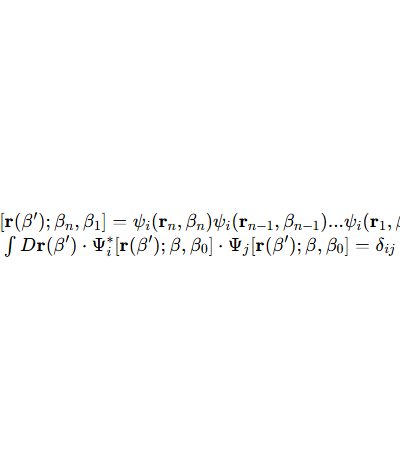 [𝐫(β′); βₙ, β₁] = ψᵢ(𝐫ₙ, βₙ)ψᵢ(𝐫ₙ₋₁, βₙ₋₁)...ψᵢ(𝐫₁,
∫ D𝐫(β′) · Ψᵢ*[𝐫(β′); β, β₀] · Ψⱼ[𝐫(β′); β, β₀] = δᵢⱼ